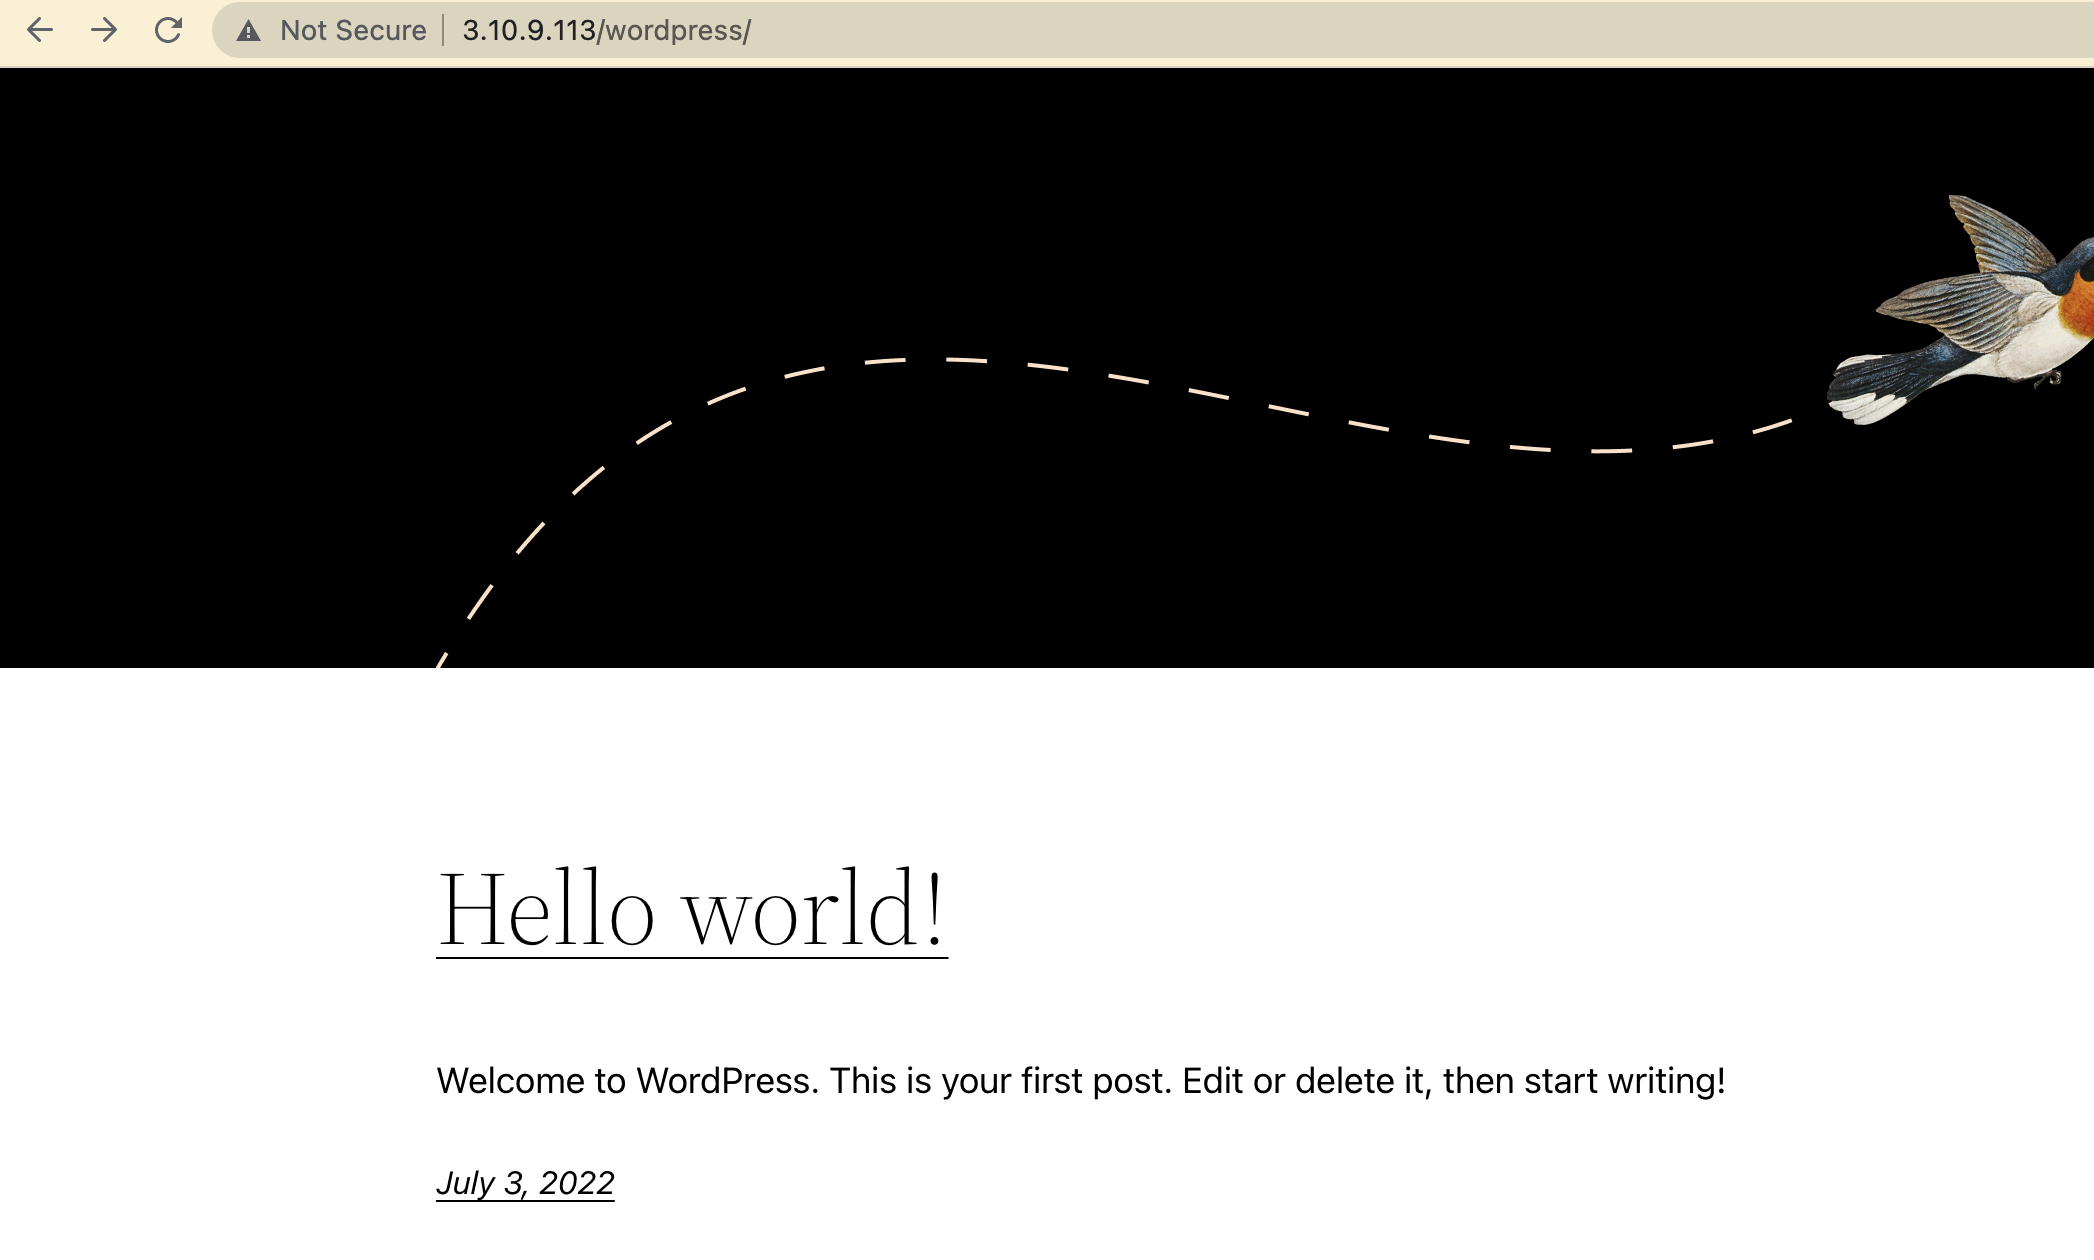 Not Secure | 3.10.9.113/wordpress/
Hello world!
Welcome to WordPress. This is your first post. Edit or delete it, then start writing!
July 3, 2022